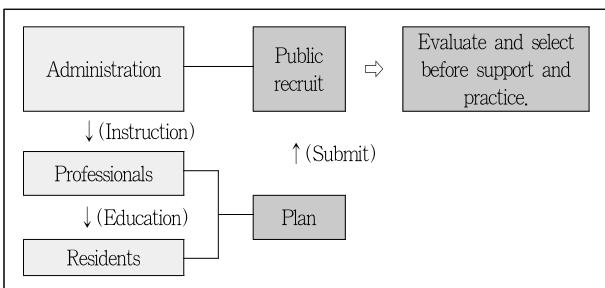 Administration
Public
recruit
⇨
Evaluate and select
before support and
practice.
↓(Instruction)
↑(Submit)
Professionals
↓(Education)
Plan
Residents